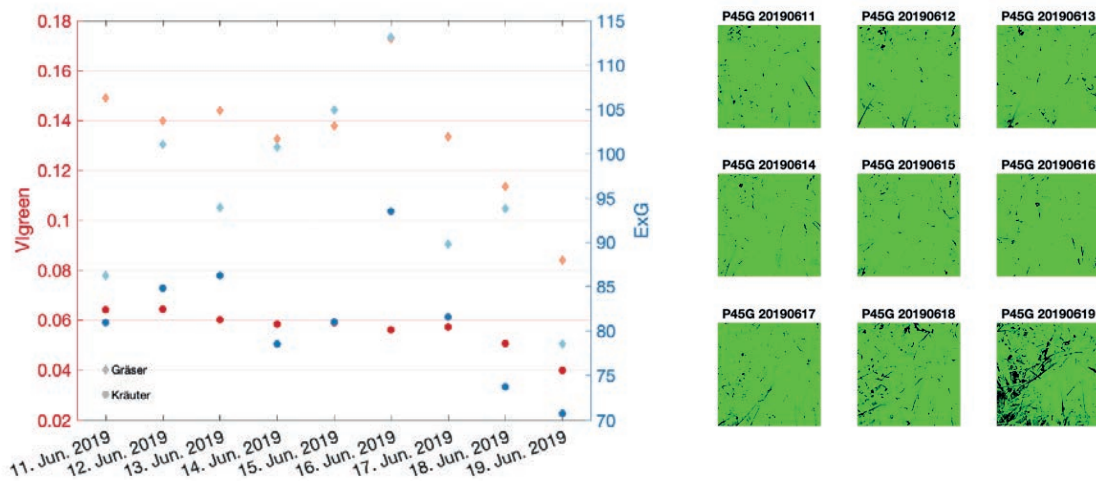 0.18
0.16
0.14
0.12
0.1
0.08
0.06
0.04
0.02
VIgreen
115
110
105
100
95
90
85
80
75
70
ExG
Gräser
Kräuter
11. Jun. 2019
12. Jun. 2019
13. Jun. 2019
14. Jun. 2019
15. Jun. 2019
16. Jun. 2019
17. Jun. 2019
18. Jun. 2019
19. Jun. 2019
P45G 20190611 P45G 20190612 P45G 20190613
P45G 20190614 P45G 20190615 P45G 20190616
P45G 20190617 P45G 20190618 P45G 20190619